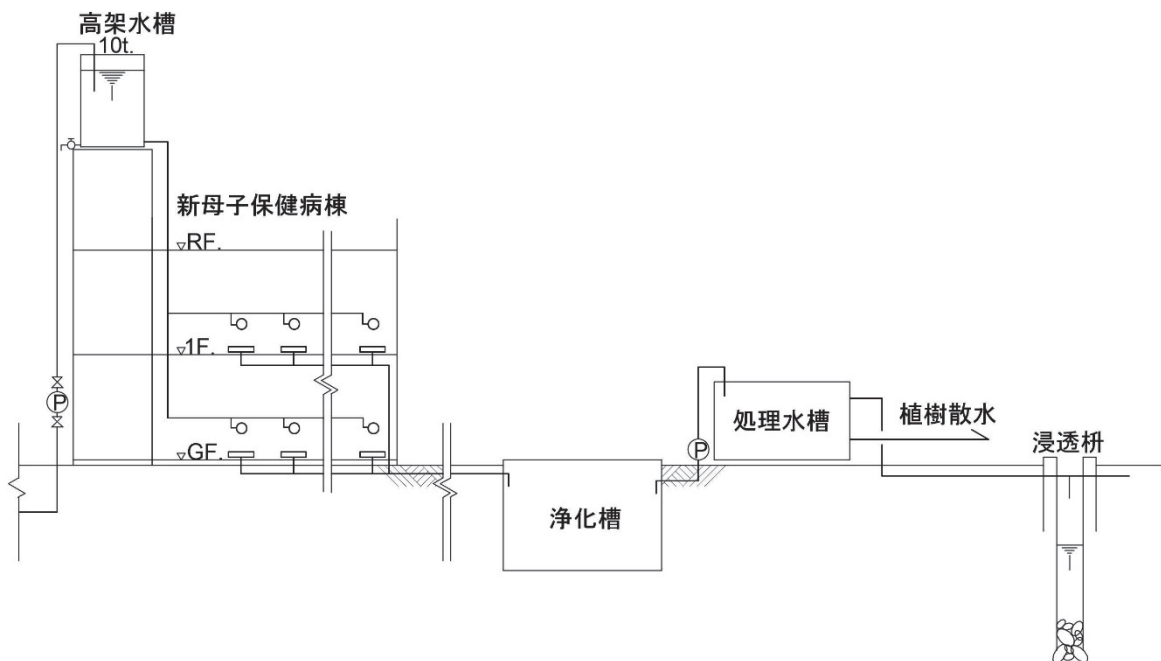 高架水槽
10t.
新母子保健病棟
▽RF.
▽1F.
P
▽GF.
P
処理水槽
植樹散水
浸透枡
浄化槽